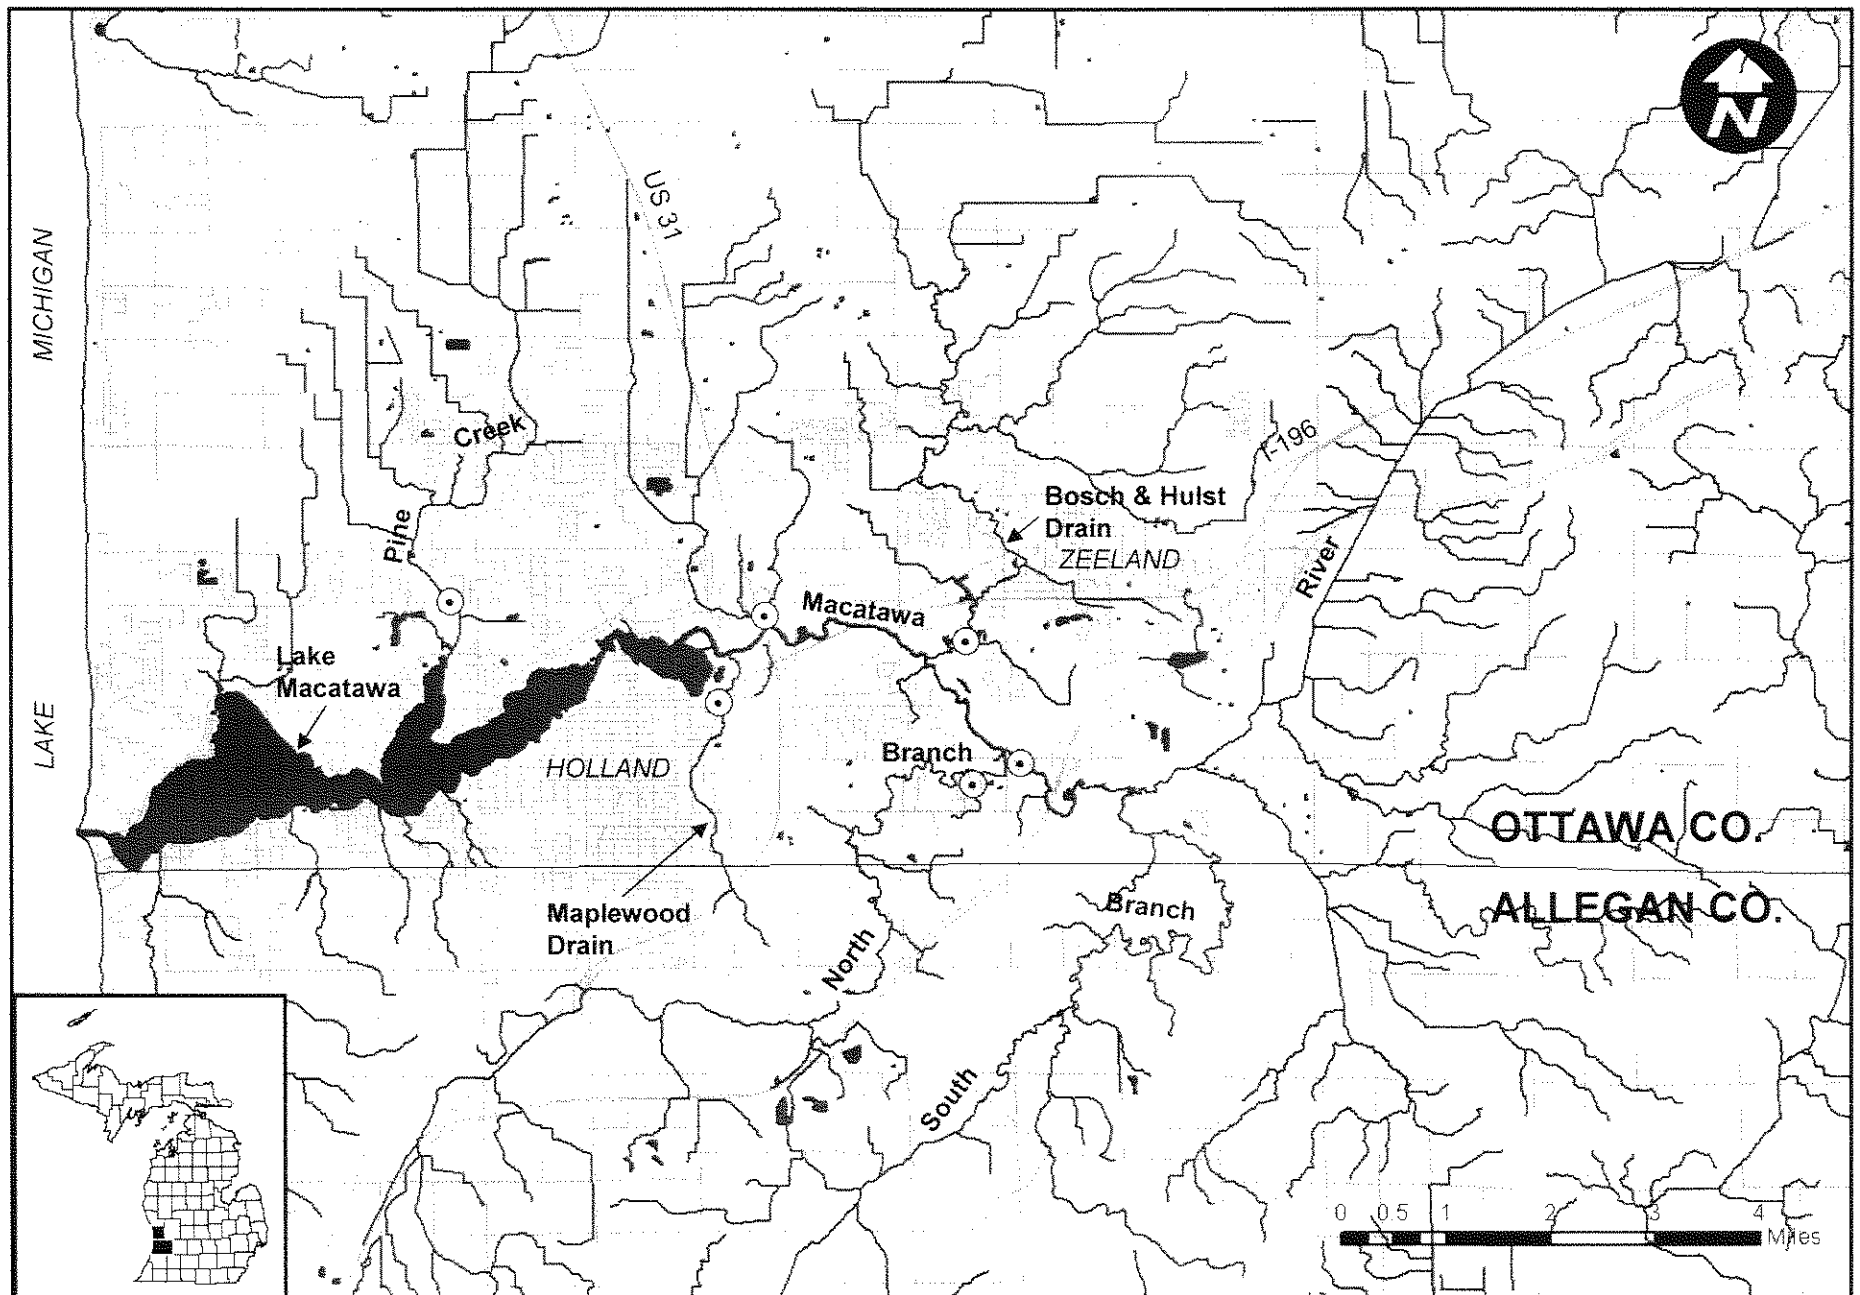 N
US 31
MICHIGAN
Creek
I-196
Bosch & Hulst
Drain
Pine
ZEELAND
River
Macatawa
Lake
Macatawa
LAKE
Branch
HOLLAND
OTTAWA CO.
Branch
ALLEGAN CO.
Maplewood
Drain
North
South
0 0.5 1 2 3 4
Miles